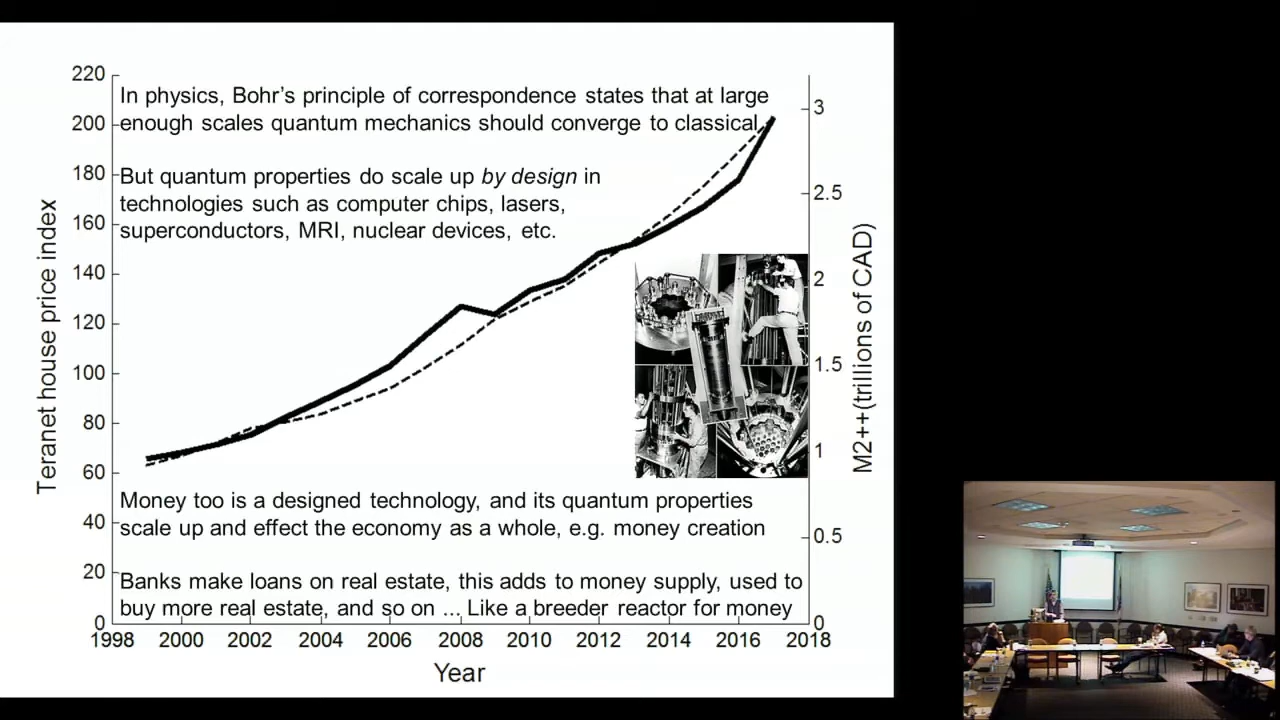 220
200
180
160
140
120
100
80
60
40
20
0
Teranet house price index
In physics, Bohr's principle of correspondence states that at large
enough scales quantum mechanics should converge to classical
But quantum properties do scale up by design in
technologies such as computer chips, lasers,
superconductors, MRI, nuclear devices, etc.
Money too is a designed technology, and its quantum properties
scale up and effect the economy as a whole, e.g. money creation
Banks make loans on real estate, this adds to money supply, used to
buy more real estate, and so on ... Like a breeder reactor for money
3
2.5
2
1.5
1
0.5
0
M2++(trillions of CAD)
1998 2000 2002 2004 2006 2008 2010 2012 2014 2016 2018
Year